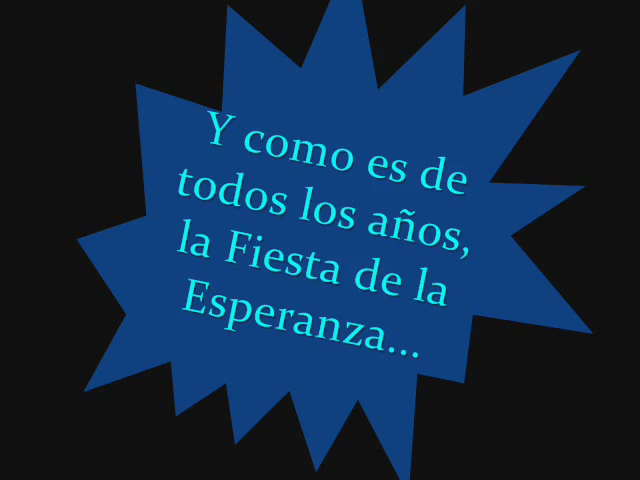 Y como es de
todos los años,
la Fiesta de la
Esperanza...